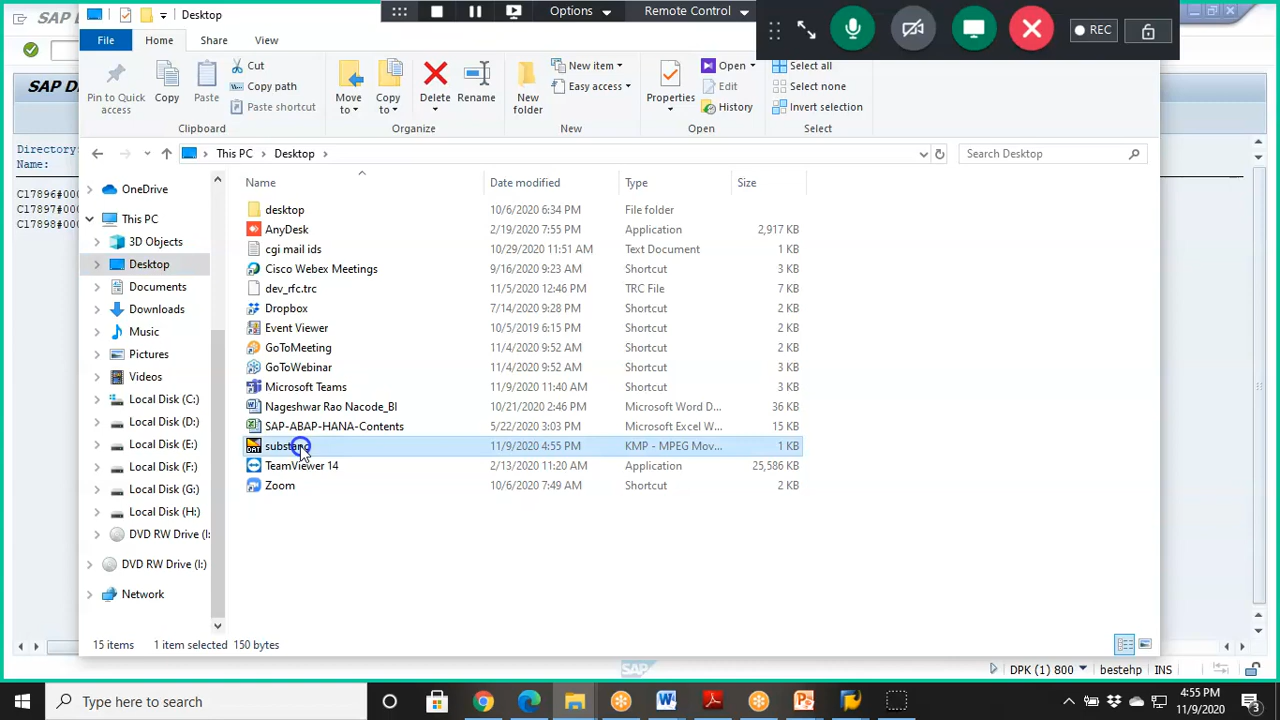 SAP D
Desktop
Options
Remote Control
REC
File
Home
Share
View
Pin to Quick access
Copy
Paste
Cut
Copy path
Paste shortcut
Move to
Copy to
Delete
Rename
New folder
New item
Easy access
Properties
Open
Edit
History
Select all
Select none
Invert selection
Clipboard
Organize
New
Open
Select
SAP D
Directory:
Name:
C17896#00
C17897#00
C17898#00
This PC > Desktop >
Search Desktop
Name Date modified Type Size
OneDrive
This PC
3D Objects
Desktop
Documents
Downloads
Music
Pictures
Videos
Local Disk (C:)
Local Disk (D:)
Local Disk (E:)
Local Disk (F:)
Local Disk (G:)
Local Disk (H:)
DVD RW Drive (I:
DVD RW Drive (I:)
Network
desktop 10/6/2020 6:34 PM File folder
AnyDesk 2/19/2020 7:55 PM Application 2,917 KB
cgi mail ids 10/29/2020 11:51 AM Text Document 1 KB
Cisco Webex Meetings 9/16/2020 9:23 AM Shortcut 3 KB
dev_rfc.trc 11/5/2020 12:46 PM TRC File 7 KB
Dropbox 7/14/2020 9:28 PM Shortcut 2 KB
Event Viewer 10/5/2019 6:15 PM Shortcut 2 KB
GoToMeeting 11/4/2020 9:52 AM Shortcut 3 KB
GoToWebinar 11/4/2020 9:52 AM Shortcut 3 KB
Microsoft Teams 11/9/2020 11:40 AM Shortcut 3 KB
Nageshwar Rao Nacode_BI 10/21/2020 2:46 PM Microsoft Word D... 36 KB
SAP-ABAP-HANA-Contents 5/22/2020 3:03 PM Microsoft Excel W... 15 KB
11/9/2020 4:55 PM KMP - MPEG Mov... 1 KB
TeamViewer 14 2/13/2020 11:20 AM Application 25,586 KB
Zoom 10/6/2020 7:49 AM Shortcut 2 KB
15 items 1 item selected 150 bytes
SAP
DPK (1) 800
bestehp
INS
Type here to search
4:55 PM
11/9/2020
3